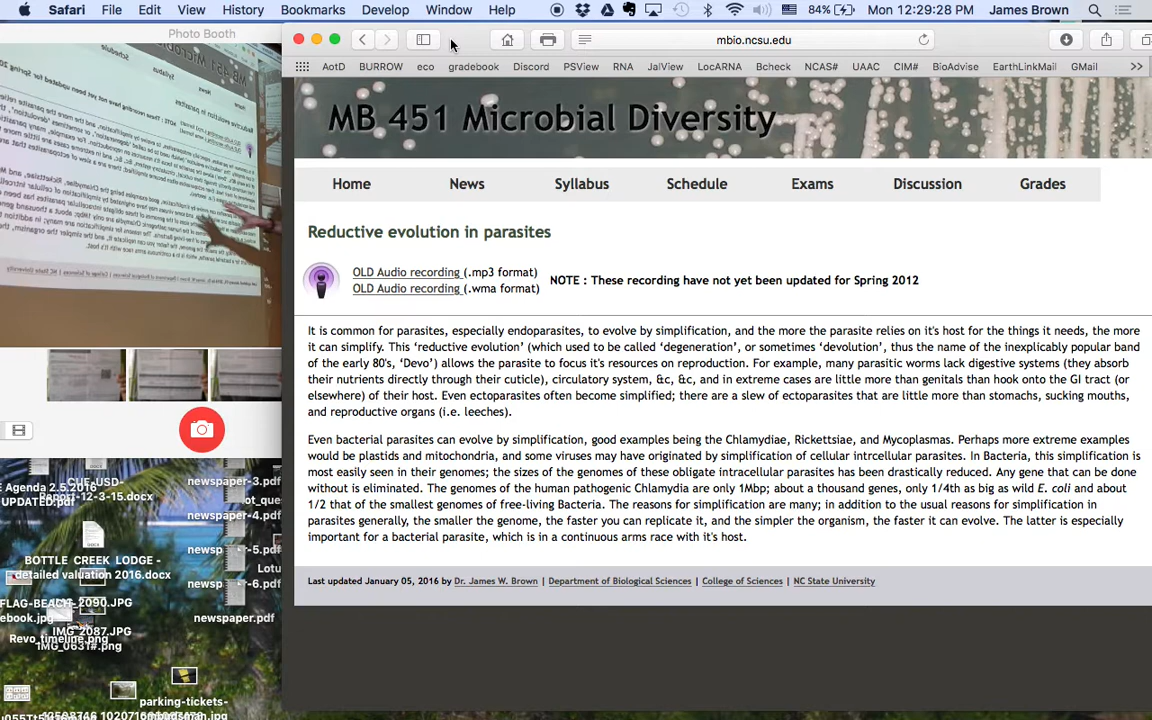 Safari File Edit View History Bookmarks Develop Window Help 84% Mon 12:29:28 PM James Brown
Photo Booth
mbio.ncsu.edu
AotD BURROW eco gradebook Discord PSView RNA JalView LocARNA Bcheck NCAS# UAAC CIM# BioAdvise EarthLinkMail GMail >>
MB 451 Microbial Diversity
Home News Syllabus Schedule Exams Discussion Grades
Reductive evolution in parasites
OLD Audio recording (.mp3 format)
OLD Audio recording (.wma format)
NOTE : These recording have not yet been updated for Spring 2012
It is common for parasites, especially endoparasites, to evolve by simplification, and the more the parasite relies on it's host for the things it needs, the more
it can simplify. This ‘reductive evolution’ (which used to be called ‘degeneration’, or sometimes ‘devolution’, thus the name of the inexplicably popular band
of the early 80's, ‘Devo’) allows the parasite to focus it's resources on reproduction. For example, many parasitic worms lack digestive systems (they absorb
their nutrients directly through their cuticle), circulatory system, &c, &c, and in extreme cases are little more than genitals than hook onto the GI tract (or
elsewhere) of their host. Even ectoparasites often become simplified; there are a slew of ectoparasites that are little more than stomachs, sucking mouths,
and reproductive organs (i.e. leeches).
Even bacterial parasites can evolve by simplification, good examples being the Chlamydiae, Rickettsiae, and Mycoplasmas. Perhaps more extreme examples
would be plastids and mitochondria, and some viruses may have originated by simplification of cellular intrcellular parasites. In Bacteria, this simplification is
most easily seen in their genomes; the sizes of the genomes of these obligate intracellular parasites has been drastically reduced. Any gene that can be done
without is eliminated. The genomes of the human pathogenic Chlamydia are only 1Mbp; about a thousand genes, only 1/4th as big as wild E. coli and about
1/2 that of the smallest genomes of free-living Bacteria. The reasons for simplification are many; in addition to the usual reasons for simplification in
parasites generally, the smaller the genome, the faster you can replicate it, and the simpler the organism, the faster it can evolve. The latter is especially
important for a bacterial parasite, which is in a continuous arms race with it's host.
Last updated January 05, 2016 by Dr. James W. Brown | Department of Biological Sciences | College of Sciences | NC State University
newspaper-3.pdf
newspaper-4.pdf
newsp -5.pdf
newsp -6.pdf
newspaper.pdf
BOTTLE CREEK LODGE -
detailed valuation 2016.docx
FLAG-BEACH-2090.JPG
IMG_2087.JPG
Revo_timeline.png
parking-tickets-